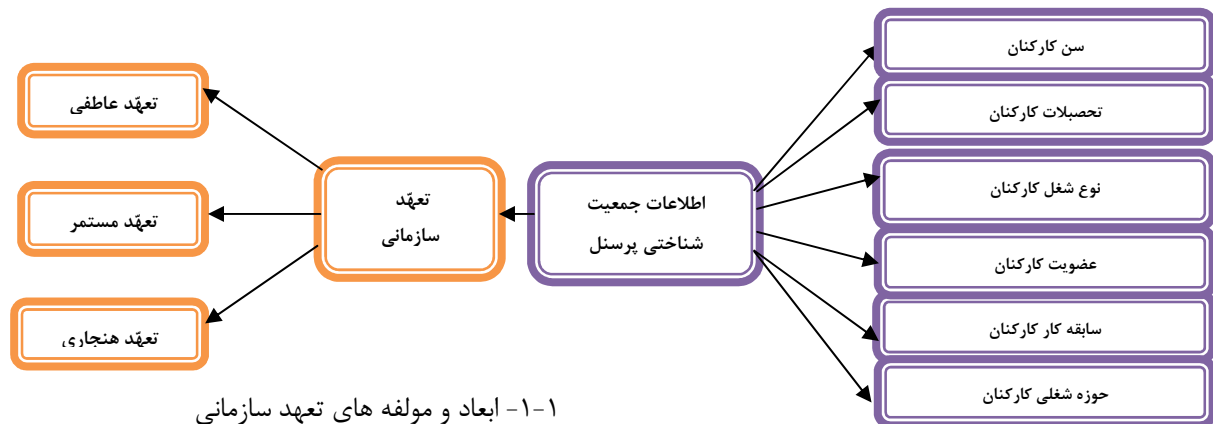 سن کارکنان
تحصیلات کارکنان
نوع شغل کارکنان
عضویت کارکنان
سابقه کار کارکنان
حوزه شغلی کارکنان
اطلاعات جمعیت
شناختی پرسنل
تعهّد
سازمانی
تعهّد عاطفی
تعهّد مستمر
تعهّد هنجاری
۱-۱- ابعاد و مولفه های تعهد سازمانی